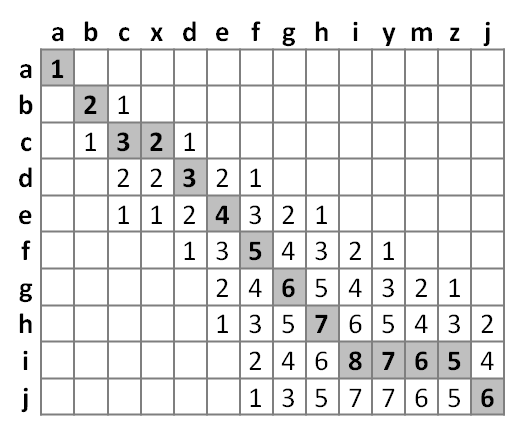 a b c x d e f g h i y m z j
a 1
b 2 1
c 1 3 2 1
d 2 2 3 2 1
e 1 1 2 4 3 2 1
f 1 3 5 4 3 2 1
g 2 4 6 5 4 3 2 1
h 1 3 5 7 6 5 4 3 2
i 2 4 6 8 7 6 5 4
j 1 3 5 7 7 6 5 6